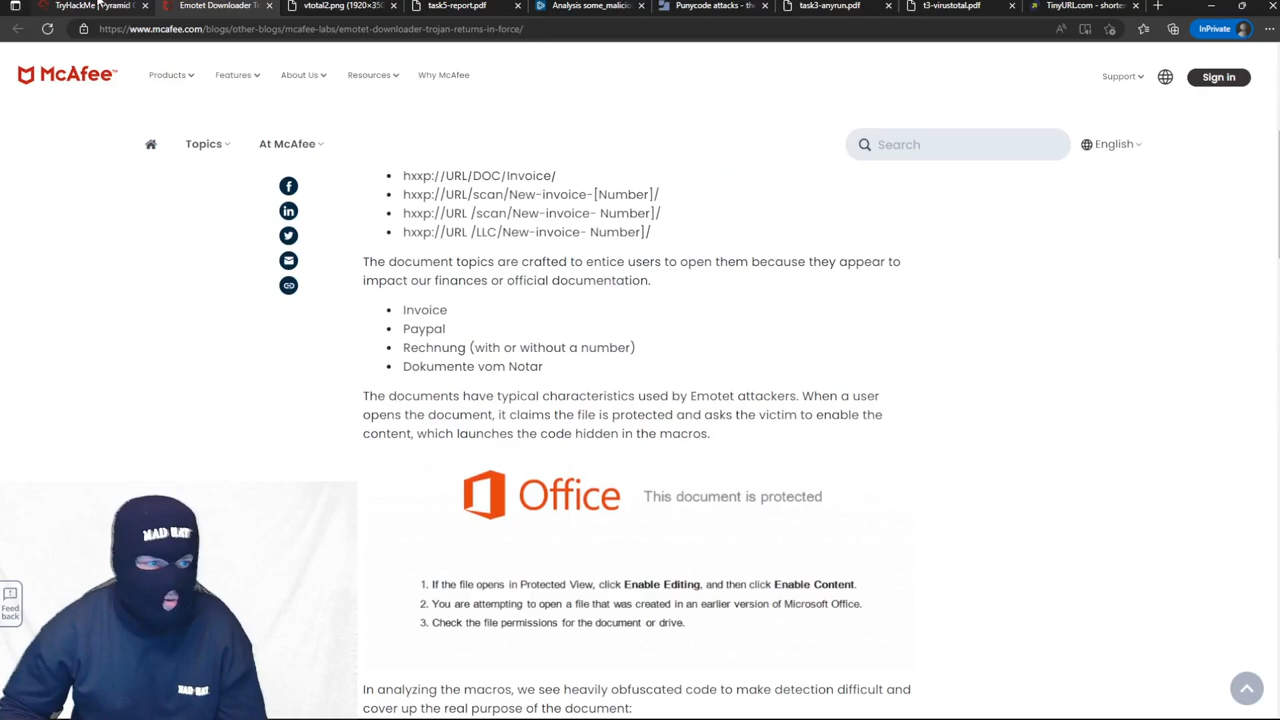 TryHackMe | Pyramid O
Emotet Downloader T
vtotal2.png (1920×35
task5-report.pdf
Analysis some_malicio
Punycode attacks - the
task3-anyrun.pdf
i3-virustotal.pdf
TinyURL.com - shorte
https://www.mcafee.com/blogs/other-blogs/mcafee-labs/emotet-downloader-trojan-returns-in-force/
InPrivate
McAfee™
Products
Features
About Us
Resources
Why McAfee
Support
Sign in
Topics
At McAfee
Search
English
• hxxp://URL/DOC/Invoice/
• hxxp://URL/scan/New-invoice-[Number]/
• hxxp://URL /scan/New-invoice- Number]/
• hxxp://URL /LLC/New-invoice- Number]/
The document topics are crafted to entice users to open them because they appear to
impact our finances or official documentation.
• Invoice
• Paypal
• Rechnung (with or without a number)
• Dokumente vom Notar
The documents have typical characteristics used by Emotet attackers. When a user
opens the document, it claims the file is protected and asks the victim to enable the
content, which launches the code hidden in the macros.
Office This document is protected
1. If the file opens in Protected View, click Enable Editing, and then click Enable Content.
2. You are attempting to open a file that was created in an earlier version of Microsoft Office.
3. Check the file permissions for the document or drive.
In analyzing the macros, we see heavily obfuscated code to make detection difficult and
cover up the real purpose of the document:
Feed
back
MAD HAT
MAD HAT